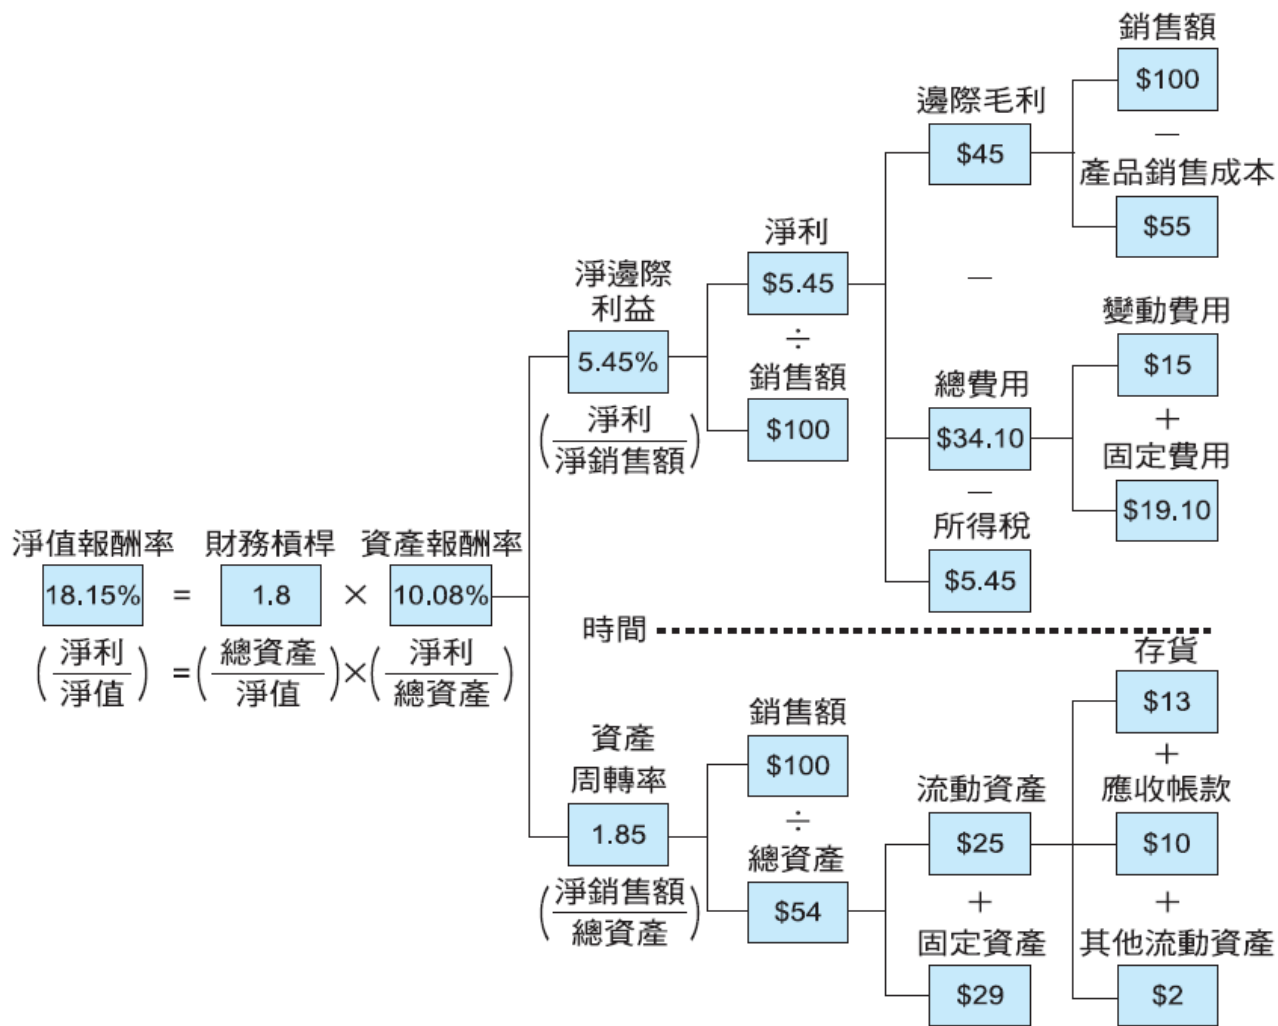 銷售額
$100
－
產品銷售成本
$55
邊際毛利
$45
－
淨利
$5.45
÷
銷售額
$100
淨邊際
利益
5.45%
(淨利
淨銷售額)
變動費用
$15
+
固定費用
$19.10
總費用
$34.10
－
所得稅
$5.45
淨值報酬率 財務槓桿 資產報酬率
18.15% = 1.8 × 10.08%
(淨利 =(總資產 ×(淨利
淨值) 淨值) 總資產)
時間
存貨
$13
+
應收帳款
$10
+
其他流動資產
$2
流動資產
$25
+
固定資產
$29
銷售額
$100
÷
總資產
$54
資產
周轉率
1.85
(淨銷售額
總資產)